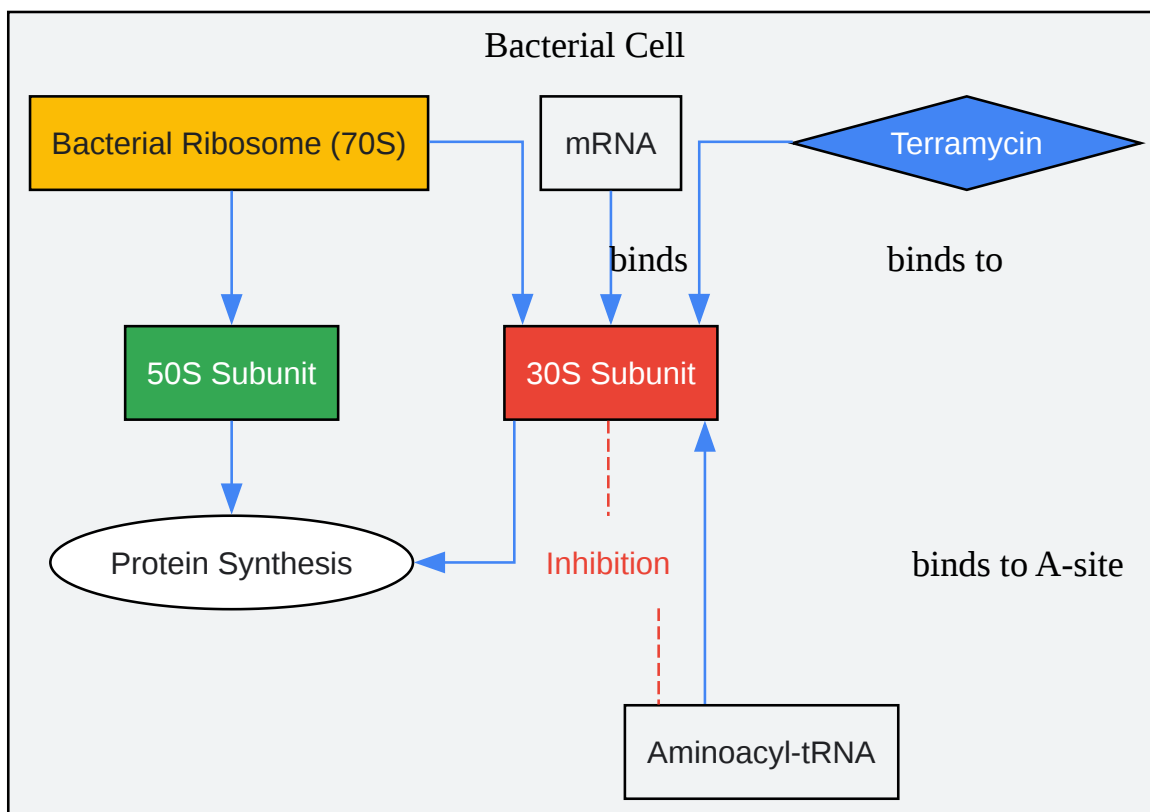 Bacterial Cell
Bacterial Ribosome (70S)
mRNA
Terramycin
binds
binds to
50S Subunit
30S Subunit
Protein Synthesis
Inhibition
binds to A-site
Aminoacyl-tRNA